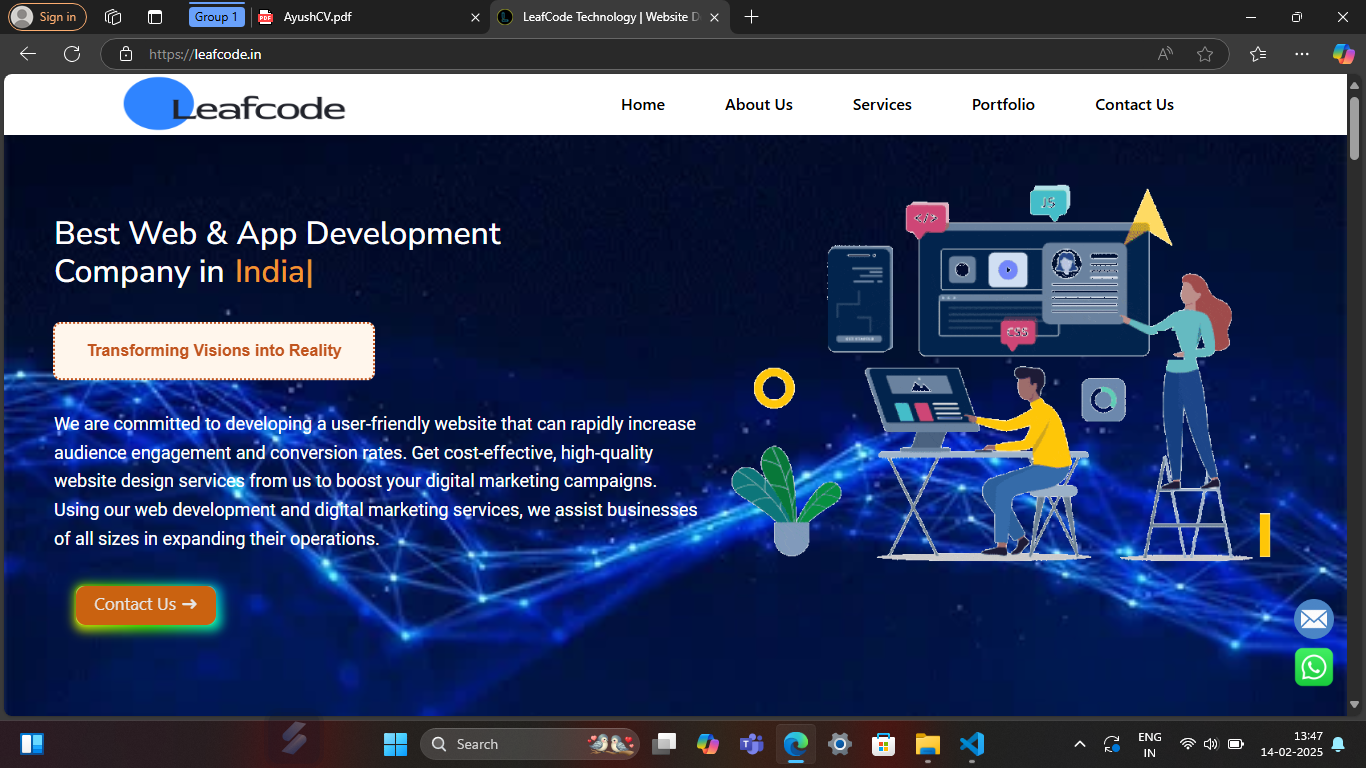 Sign in
Group 1
AyushCV.pdf
LeafCode Technology | Website D
https://leafcode.in
Leafcode
Home
About Us
Services
Portfolio
Contact Us
</>
JS
CSS
Best Web & App Development
Company in India|
Transforming Visions into Reality
We are committed to developing a user-friendly website that can rapidly increase
audience engagement and conversion rates. Get cost-effective, high-quality
website design services from us to boost your digital marketing campaigns.
Using our web development and digital marketing services, we assist businesses
of all sizes in expanding their operations.
Contact Us ➜
Search
ENG
IN
13:47
14-02-2025